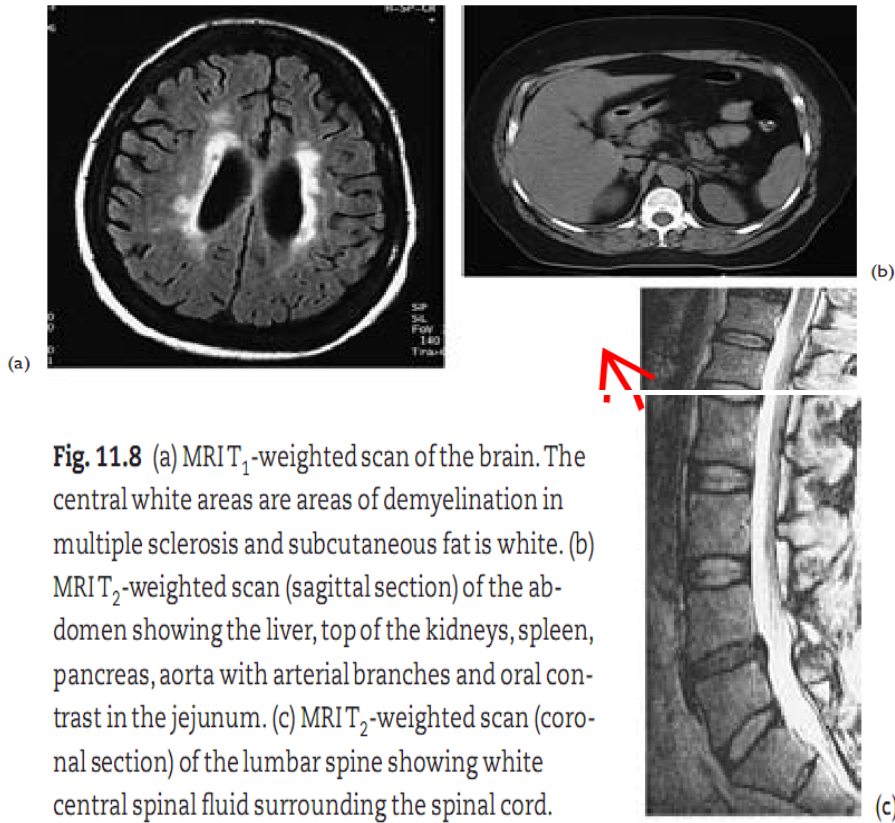 H-SP-CR
(b)
SP
SL
FoV
140
Tra
(a)
Fig. 11.8 (a) MRI T1-weighted scan of the brain. The
central white areas are areas of demyelination in
multiple sclerosis and subcutaneous fat is white. (b)
MRI T2-weighted scan (sagittal section) of the ab-
domen showing the liver, top of the kidneys, spleen,
pancreas, aorta with arterial branches and oral con-
trast in the jejunum. (c) MRI T2-weighted scan (coro-
nal section) of the lumbar spine showing white
central spinal fluid surrounding the spinal cord.
(c)